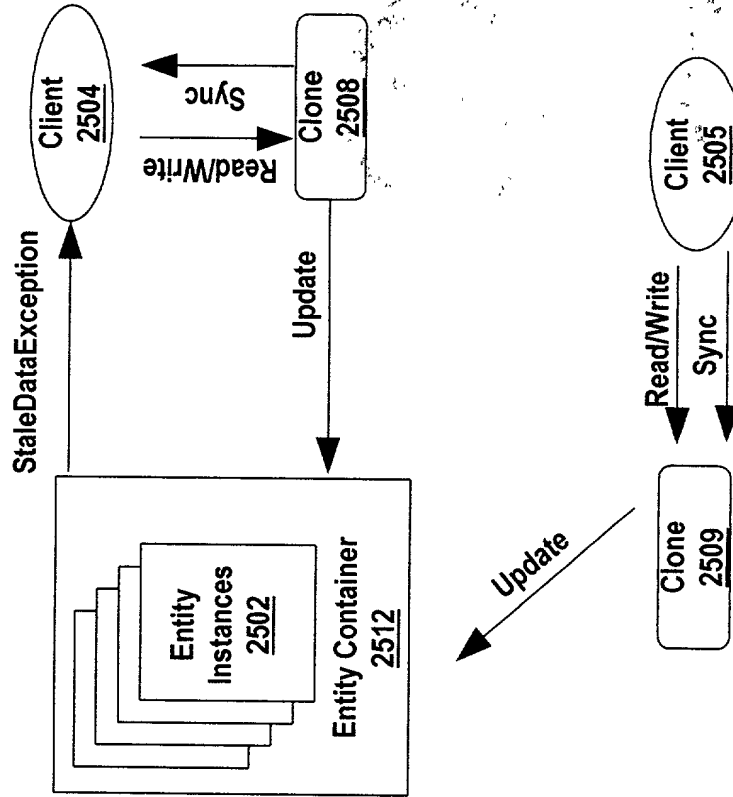 StaleDataException
Client
2504
Sync
Read/Write
Clone
2508
Update
Entity
Instances
2502
Entity Container
2512
Update
Read/Write
Sync
Client
2505
Clone
2509